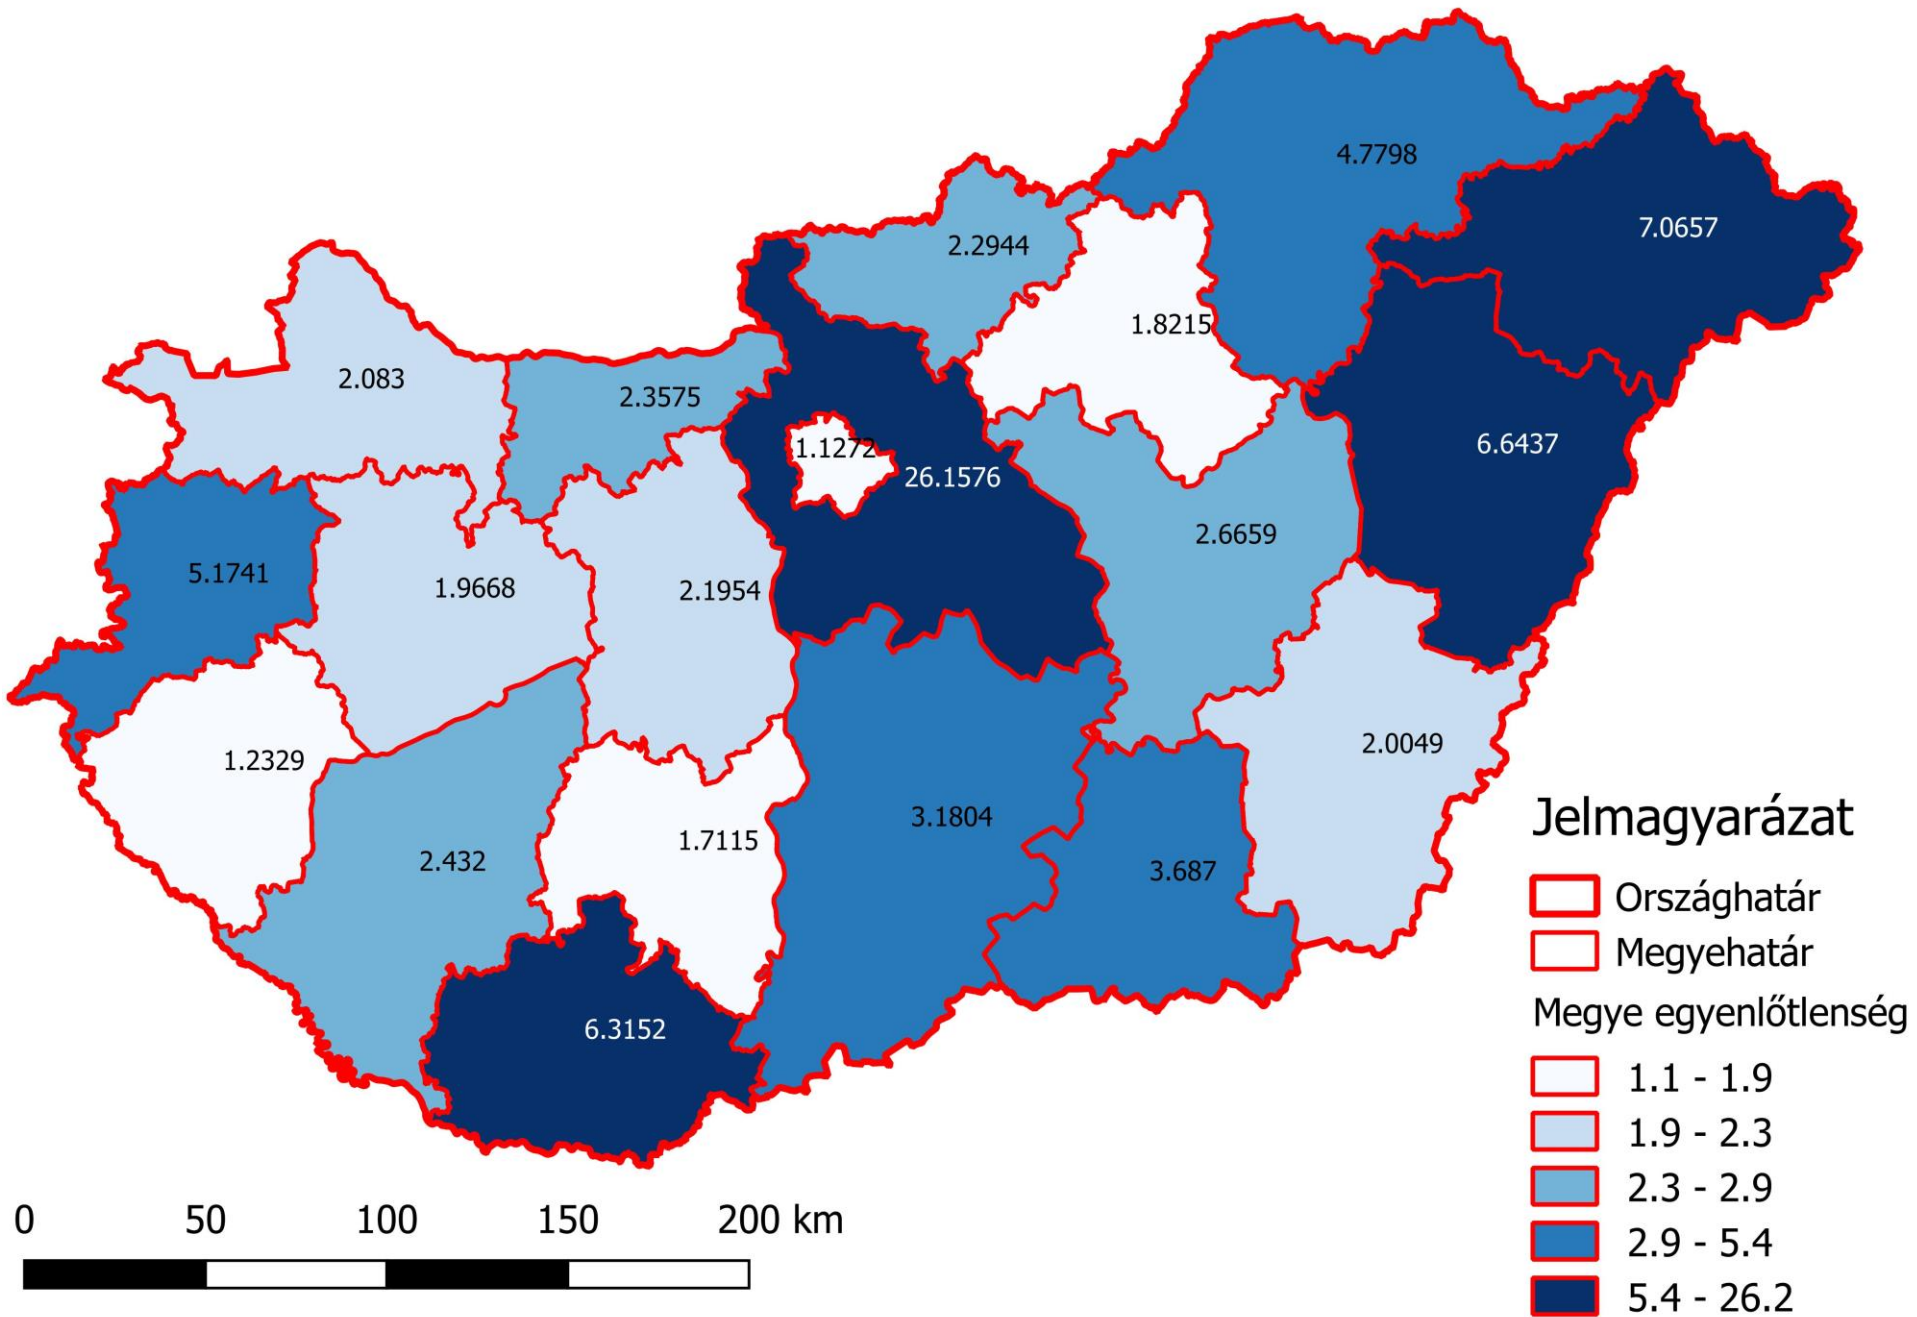 4.7798
7.0657
2.2944
1.8215
2.083
2.3575
1.1272
6.6437
26.1576
2.6659
5.1741
1.9668
2.1954
2.0049
1.2329
3.1804
1.7115
2.432
3.687
6.3152
Jelmagyarázat
Országhatár
Megyehatár
Megye egyenlőtlenség
1.1 - 1.9
1.9 - 2.3
2.3 - 2.9
2.9 - 5.4
5.4 - 26.2
0 50 100 150 200 km